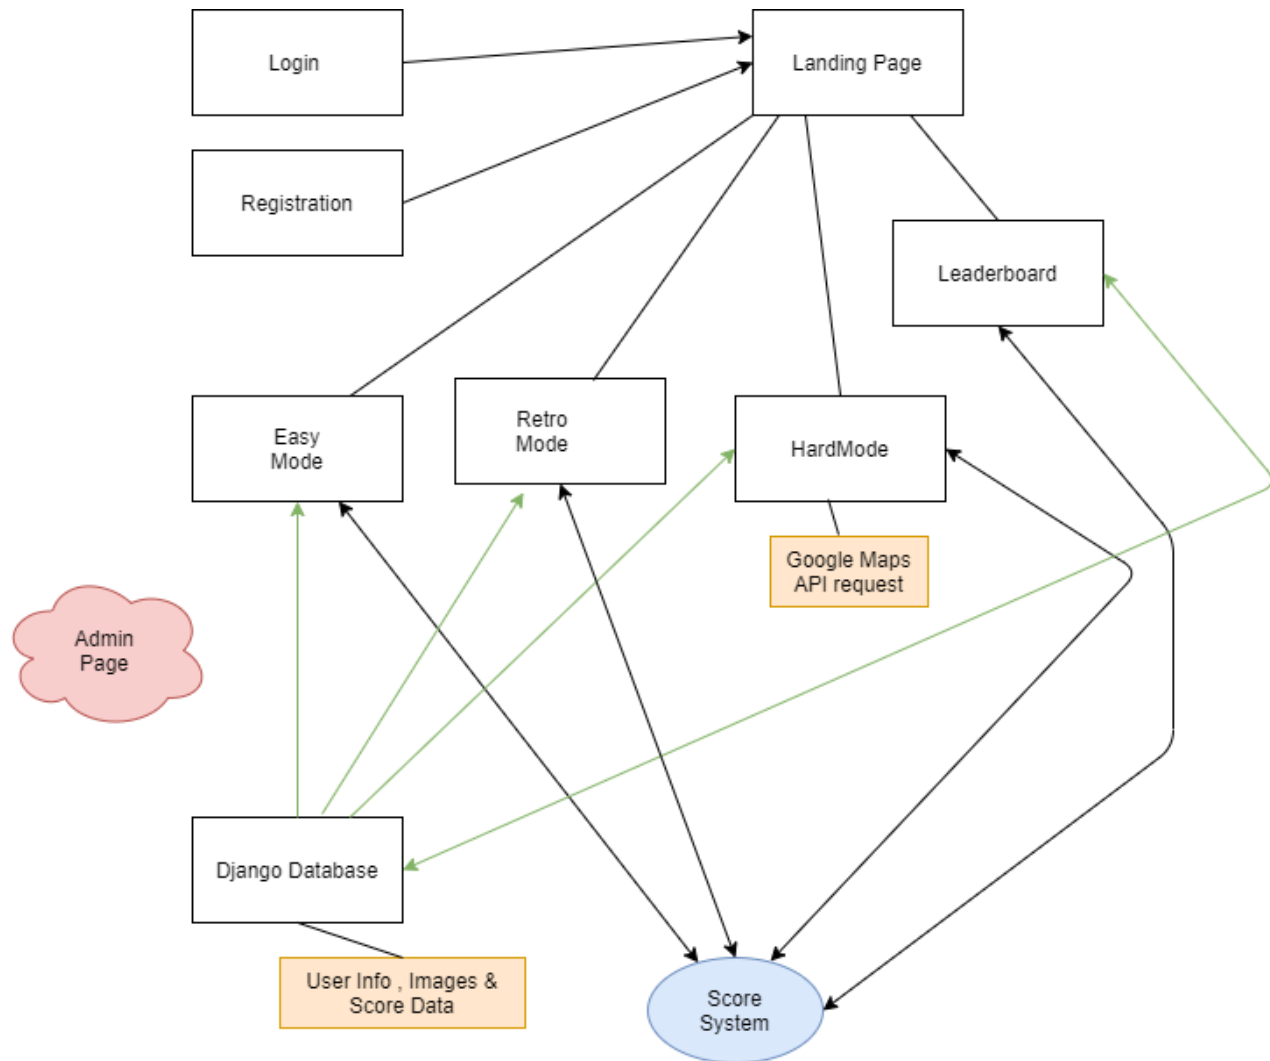 Login
Landing Page
Registration
Leaderboard
Easy
Mode
Retro
Mode
HardMode
Google Maps
API request
Admin
Page
Django Database
User Info , Images &
Score Data
Score
System